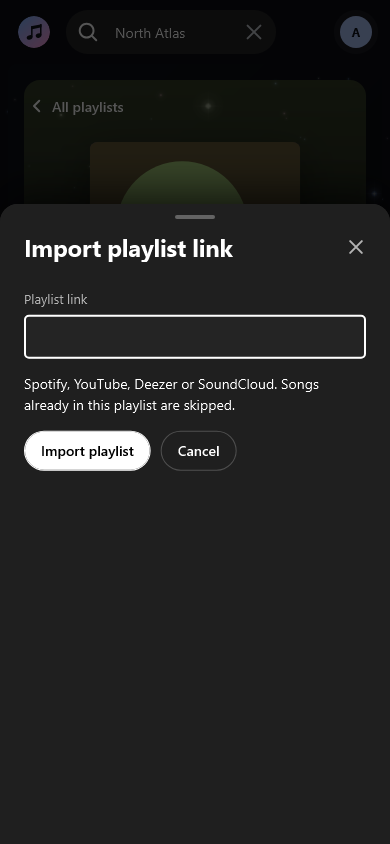 North Atlas
A
All playlists
Import playlist link
Playlist link
Spotify, YouTube, Deezer or SoundCloud. Songs
already in this playlist are skipped.
Import playlist
Cancel